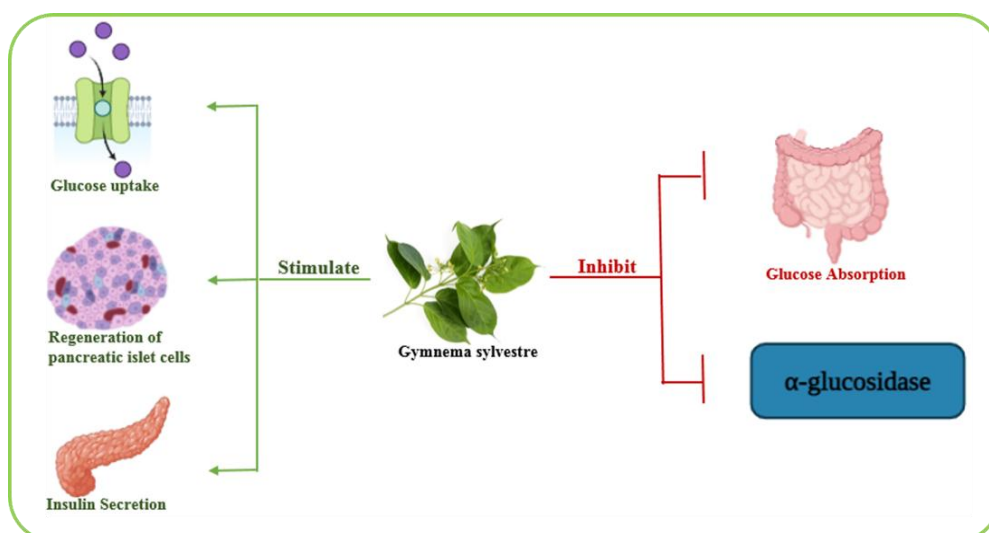 Glucose uptake
Regeneration of
pancreatic islet cells
Insulin Secretion
Stimulate
Gymnema sylvestre
Inhibit
Glucose Absorption
α-glucosidase